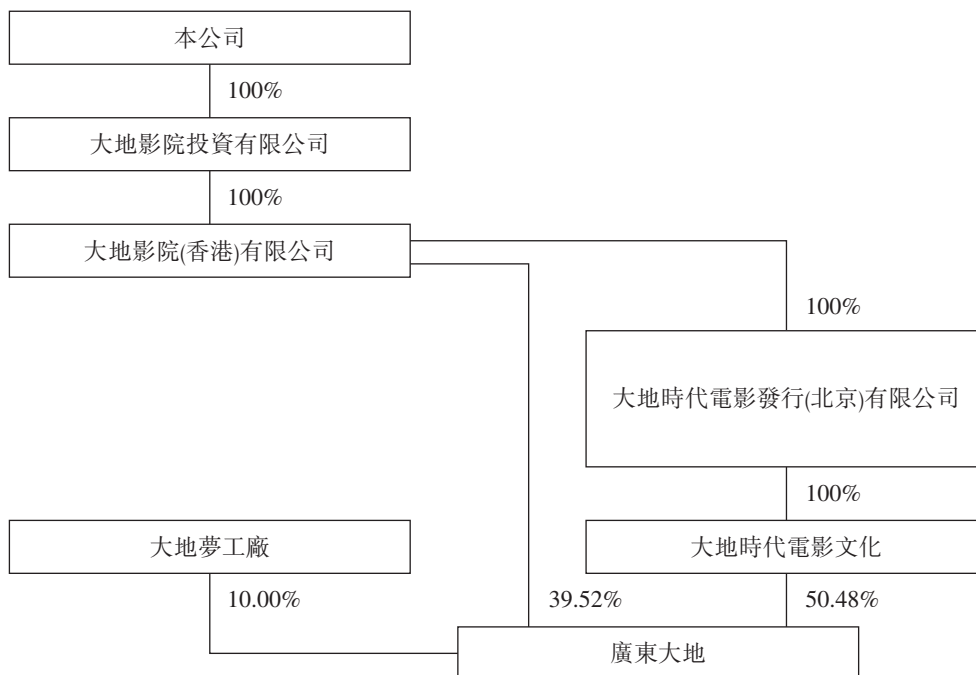 本公司
100%
大地影院投資有限公司
100%
大地影院(香港)有限公司
100%
大地時代電影發行(北京)有限公司
100%
大地夢工廠
大地時代電影文化
10.00%
39.52%
50.48%
廣東大地